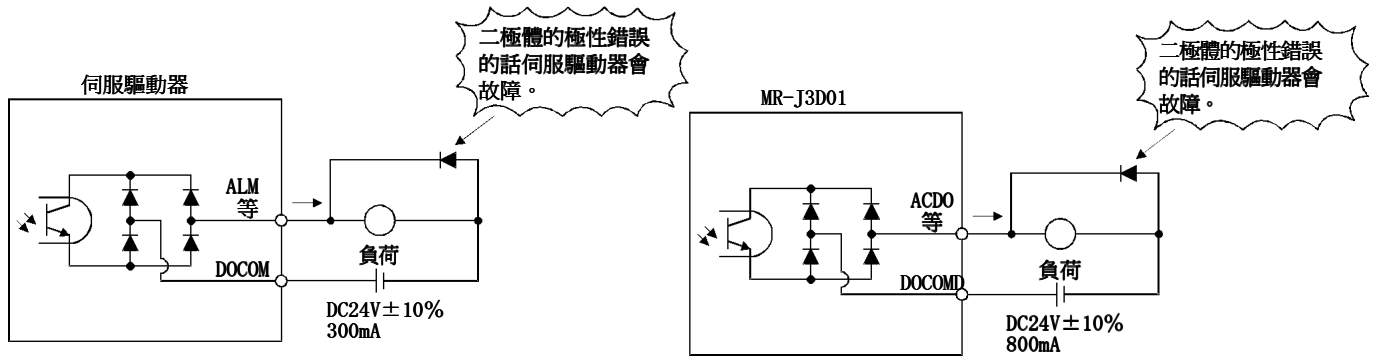 二極體的極性錯誤
的話伺服驅動器會
故障。
伺服驅動器
ALM
等
DOCOM
負荷
DC24V±10%
300mA
二極體的極性錯誤
的話伺服驅動器會
故障。
MR-J3D01
ACDO
等
DOCOMD
負荷
DC24V±10%
800mA